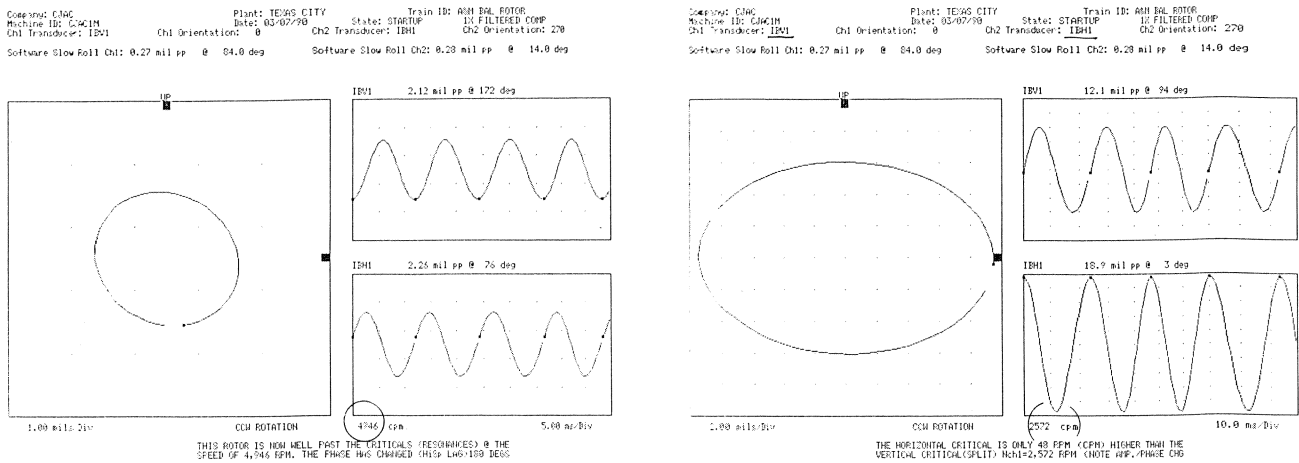 Company: CJAC Plant: TEXAS CITY Train ID: A&M BAL ROTOR
Machine ID: CJAC1M Date: 03/07/90 State: STARTUP 1X FILTERED COMP
Ch1 Transducer: IBV1 Ch1 Orientation: 0 Ch2 Transducer: IBH1 Ch2 Orientation: 270
Software Slow Roll Ch1: 0.27 mil pp @ 84.0 deg Software Slow Roll Ch2: 0.28 mil pp @ 14.0 deg
UP
IBV1 2.12 mil pp @ 172 deg
IBH1 2.26 mil pp @ 76 deg
1.00 mils/Div CCW ROTATION 4946 cpm 5.00 ms/Div
THIS ROTOR IS NOW WELL PAST THE CRITICALS (RESONANCES) @ THE
SPEED OF 4,946 RPM. THE PHASE HAS CHANGED (HiSp LAG)180 DEGS
Company: CJAC Plant: TEXAS CITY Train ID: A&M BAL ROTOR
Machine ID: CJAC1M Date: 03/07/90 State: STARTUP 1X FILTERED COMP
Ch1 Transducer: IBV1 Ch1 Orientation: 0 Ch2 Transducer: IBH1 Ch2 Orientation: 270
Software Slow Roll Ch1: 0.27 mil pp @ 84.0 deg Software Slow Roll Ch2: 0.28 mil pp @ 14.0 deg
UP
IBV1 12.1 mil pp @ 94 deg
IBH1 18.9 mil pp @ 3 deg
2.00 mils/Div CCW ROTATION 2572 cpm 10.0 ms/Div
THE HORIZONTAL CRITICAL IS ONLY 48 RPM (CPM) HIGHER THAN THE
VERTICAL CRITICAL(SPLIT) Nch1=2,572 RPM (NOTE AMP./PHASE CHG